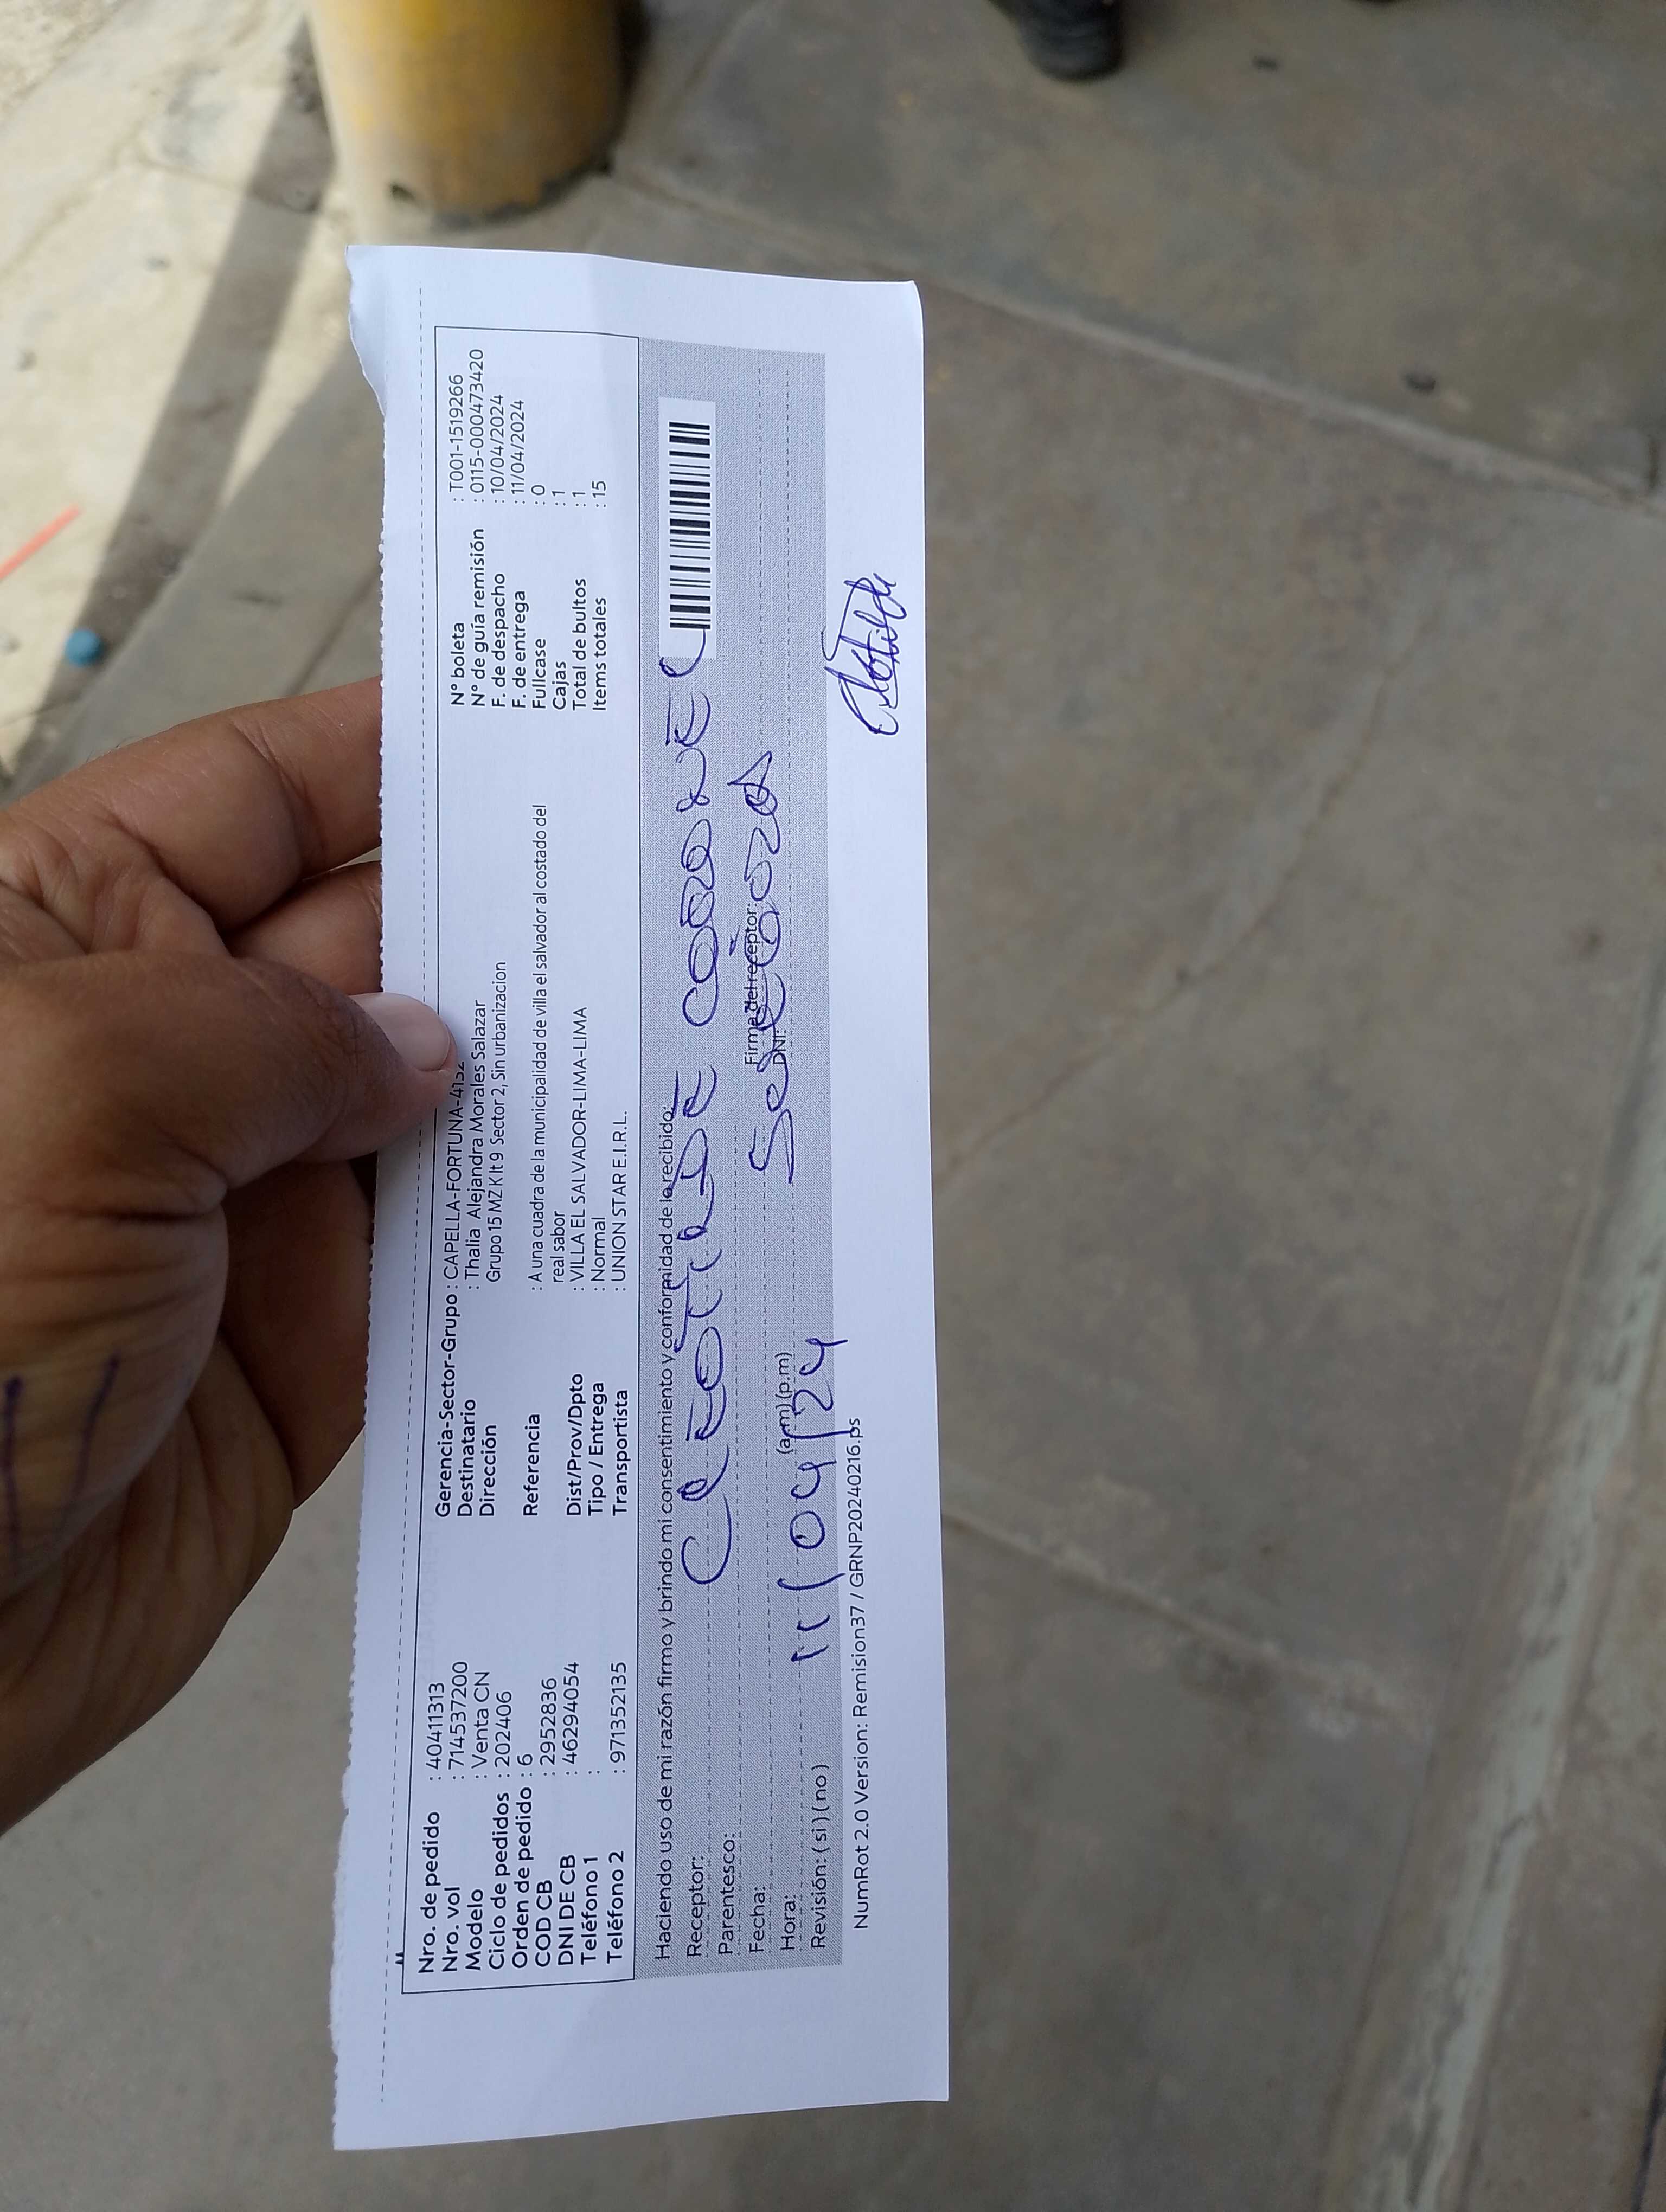 Nro. de pedido : 40411313
Nro. vol : 714537200
Modelo : Venta CN
Ciclo de pedidos : 202406
Orden de pedido : 6
COD CB : 2952836
DNI DE CB : 46294054
Teléfono 1 :
Teléfono 2 : 971352135
Gerencia-Sector-Grupo : CAPELLA-FORTUNA-4152
Destinatario : Thalia Alejandra Morales Salazar
Dirección Grupo 15 MZ K lt 9 Sector 2, Sin urbanizacion
Referencia : A una cuadra de la municipalidad de villa el salvador al costado del
real sabor
Dist/Prov/Dpto : VILLA EL SALVADOR-LIMA-LIMA
Tipo / Entrega : Normal
Transportista : UNION STAR E.I.R.L.
N° boleta : T001-1519266
N° de guía remisión : 0115-0000473420
F. de despacho : 10/04/2024
F. de entrega : 11/04/2024
Fullcase : 0
Cajas : 1
Total de bultos : 1
Items totales : 15
Haciendo uso de mi razón firmo y brindo mi consentimiento y conformidad de lo recibido:
Receptor: CLEOTILDE CORONEL
Parentesco:
Firma del receptor:
Fecha: 11/04/24
DNI:
Hora: (a.m) (p.m)
Revisión: ( si ) ( no )
NumRot 2.0 Version: Remision37 / GRNP20240216.ps